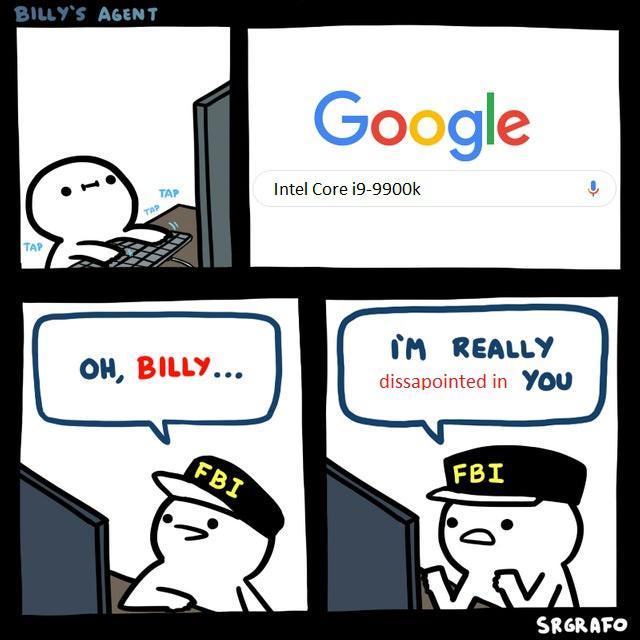 BILLY'S AGENT
TAP
TAP
TAP
Google
Intel Core i9-9900k
OH, BILLY...
FBI
I'M REALLY
dissapointed in YOU
FBI
SRGRAFO